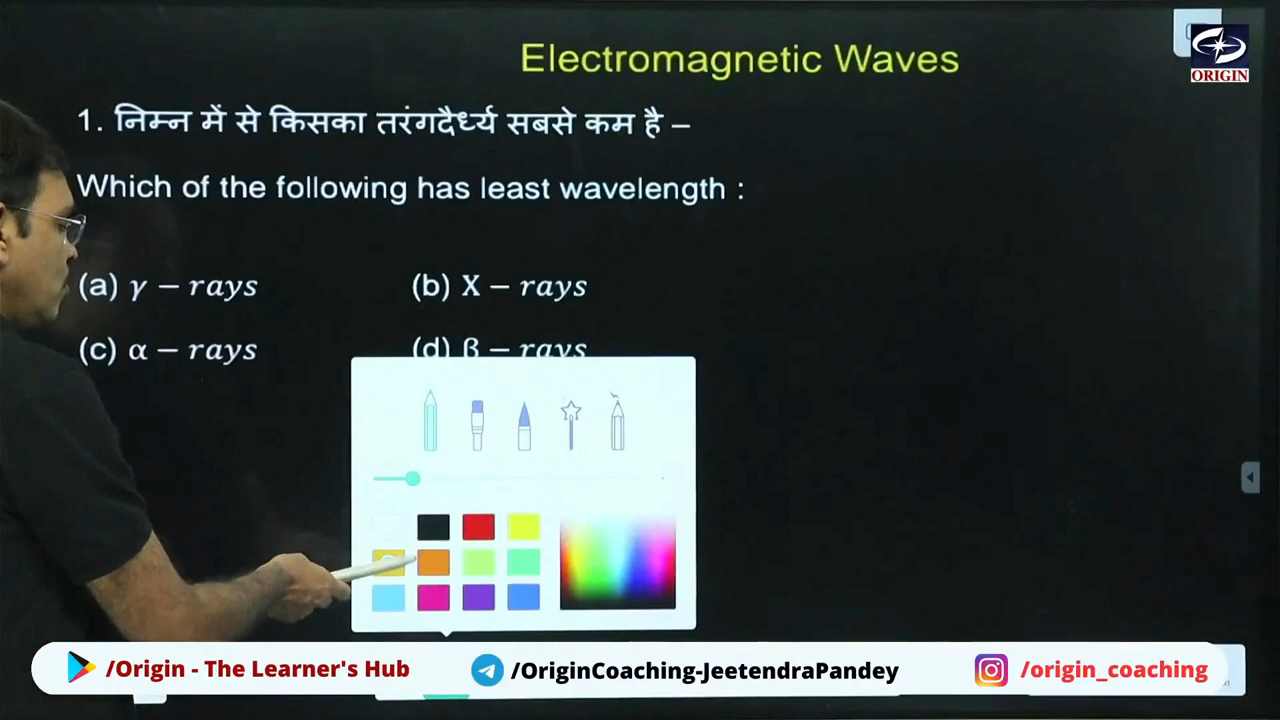 Electromagnetic Waves
ORIGIN
1. निम्न में से किसका तरंगदैर्ध्य सबसे कम है –
Which of the following has least wavelength :
(a) γ – rays (b) X – rays
(c) α – rays (d) β – rays
/Origin - The Learner's Hub /OriginCoaching-JeetendraPandey /origin_coaching